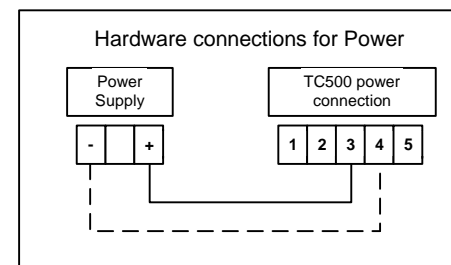 Hardware connections for Power
Power
Supply
TC500 power
connection
- +
1 2 3 4 5